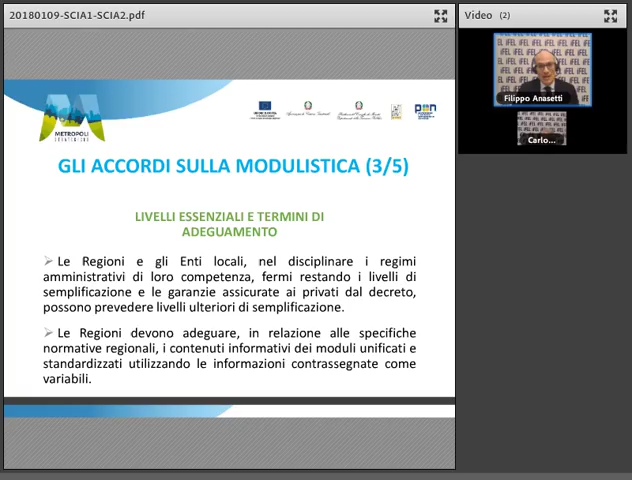 20180109-SCIA1-SCIA2.pdf
Video (2)
iFEL
Filippo Anasetti
Carlo...
METROPOLI
STRATEGICHE
GLI ACCORDI SULLA MODULISTICA (3/5)
LIVELLI ESSENZIALI E TERMINI DI
ADEGUAMENTO
➢ Le Regioni e gli Enti locali, nel disciplinare i regimi
amministrativi di loro competenza, fermi restando i livelli di
semplificazione e le garanzie assicurate ai privati dal decreto,
possono prevedere livelli ulteriori di semplificazione.
➢ Le Regioni devono adeguare, in relazione alle specifiche
normative regionali, i contenuti informativi dei moduli unificati e
standardizzati utilizzando le informazioni contrassegnate come
variabili.